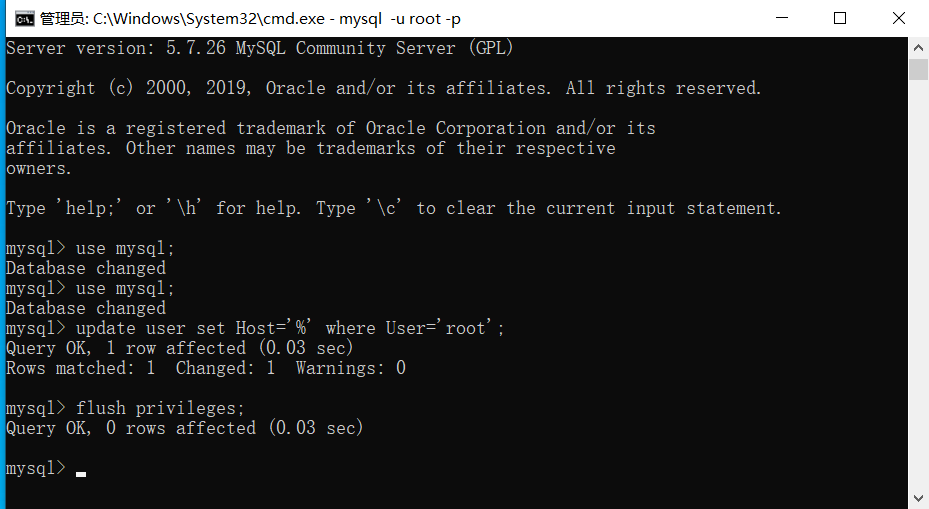 管理员: C:\Windows\System32\cmd.exe - mysql  -u root -p
Server version: 5.7.26 MySQL Community Server (GPL)
Copyright (c) 2000, 2019, Oracle and/or its affiliates. All rights reserved.
Oracle is a registered trademark of Oracle Corporation and/or its
affiliates. Other names may be trademarks of their respective
owners.
Type 'help;' or '\h' for help. Type '\c' to clear the current input statement.
mysql> use mysql;
Database changed
mysql> use mysql;
Database changed
mysql> update user set Host='%' where User='root';
Query OK, 1 row affected (0.03 sec)
Rows matched: 1  Changed: 1  Warnings: 0
mysql> flush privileges;
Query OK, 0 rows affected (0.03 sec)
mysql>